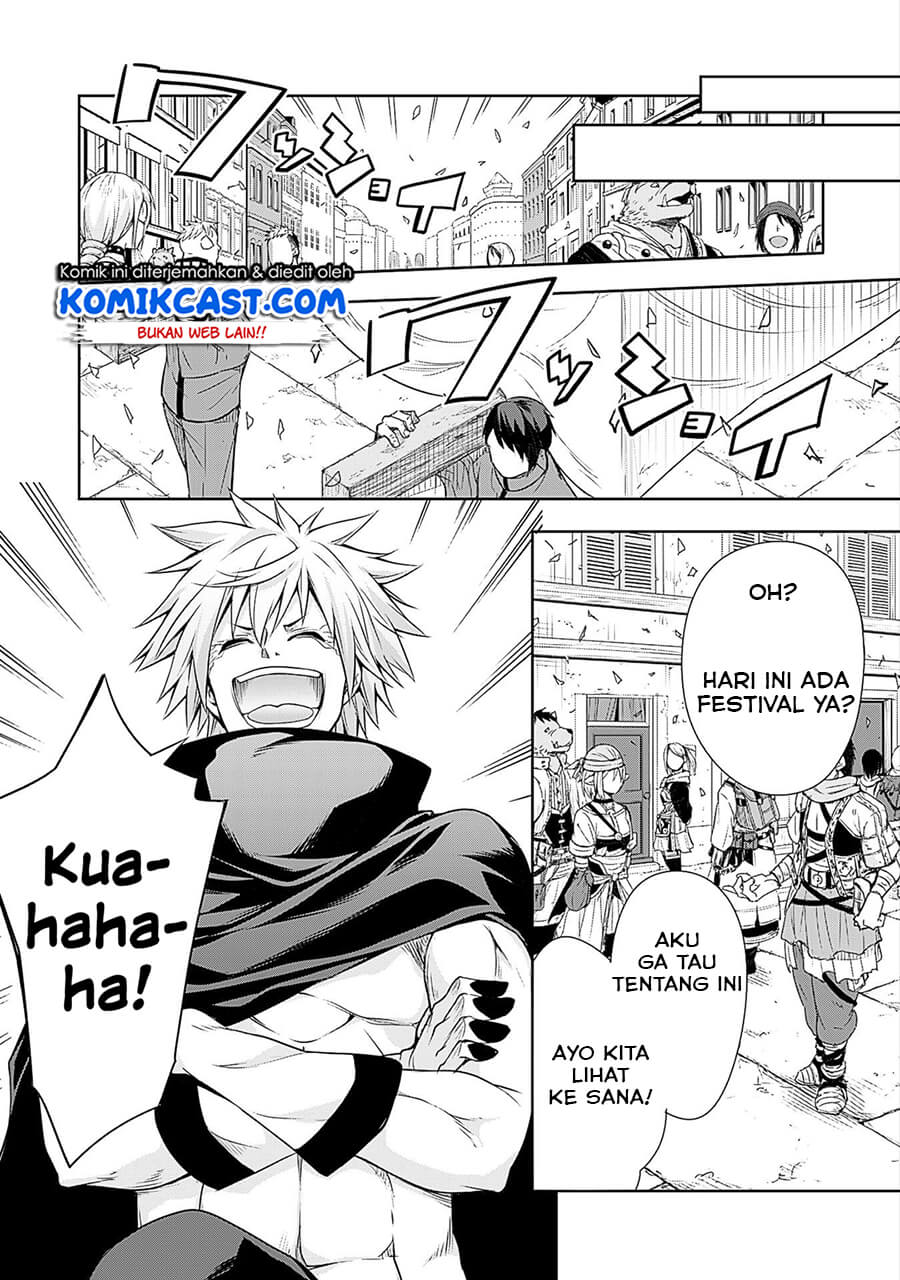 ワッショイ
Komik ini diterjemahkan & diedit oleh
KOMIKCAST.COM
BUKAN WEB LAIN!!
ワッショイ
OH?
HARI INI ADA
FESTIVAL YA?
AKU
GA TAU
TENTANG INI
AYO KITA
LIHAT
KE SANA!
Kua-
haha-
ha!